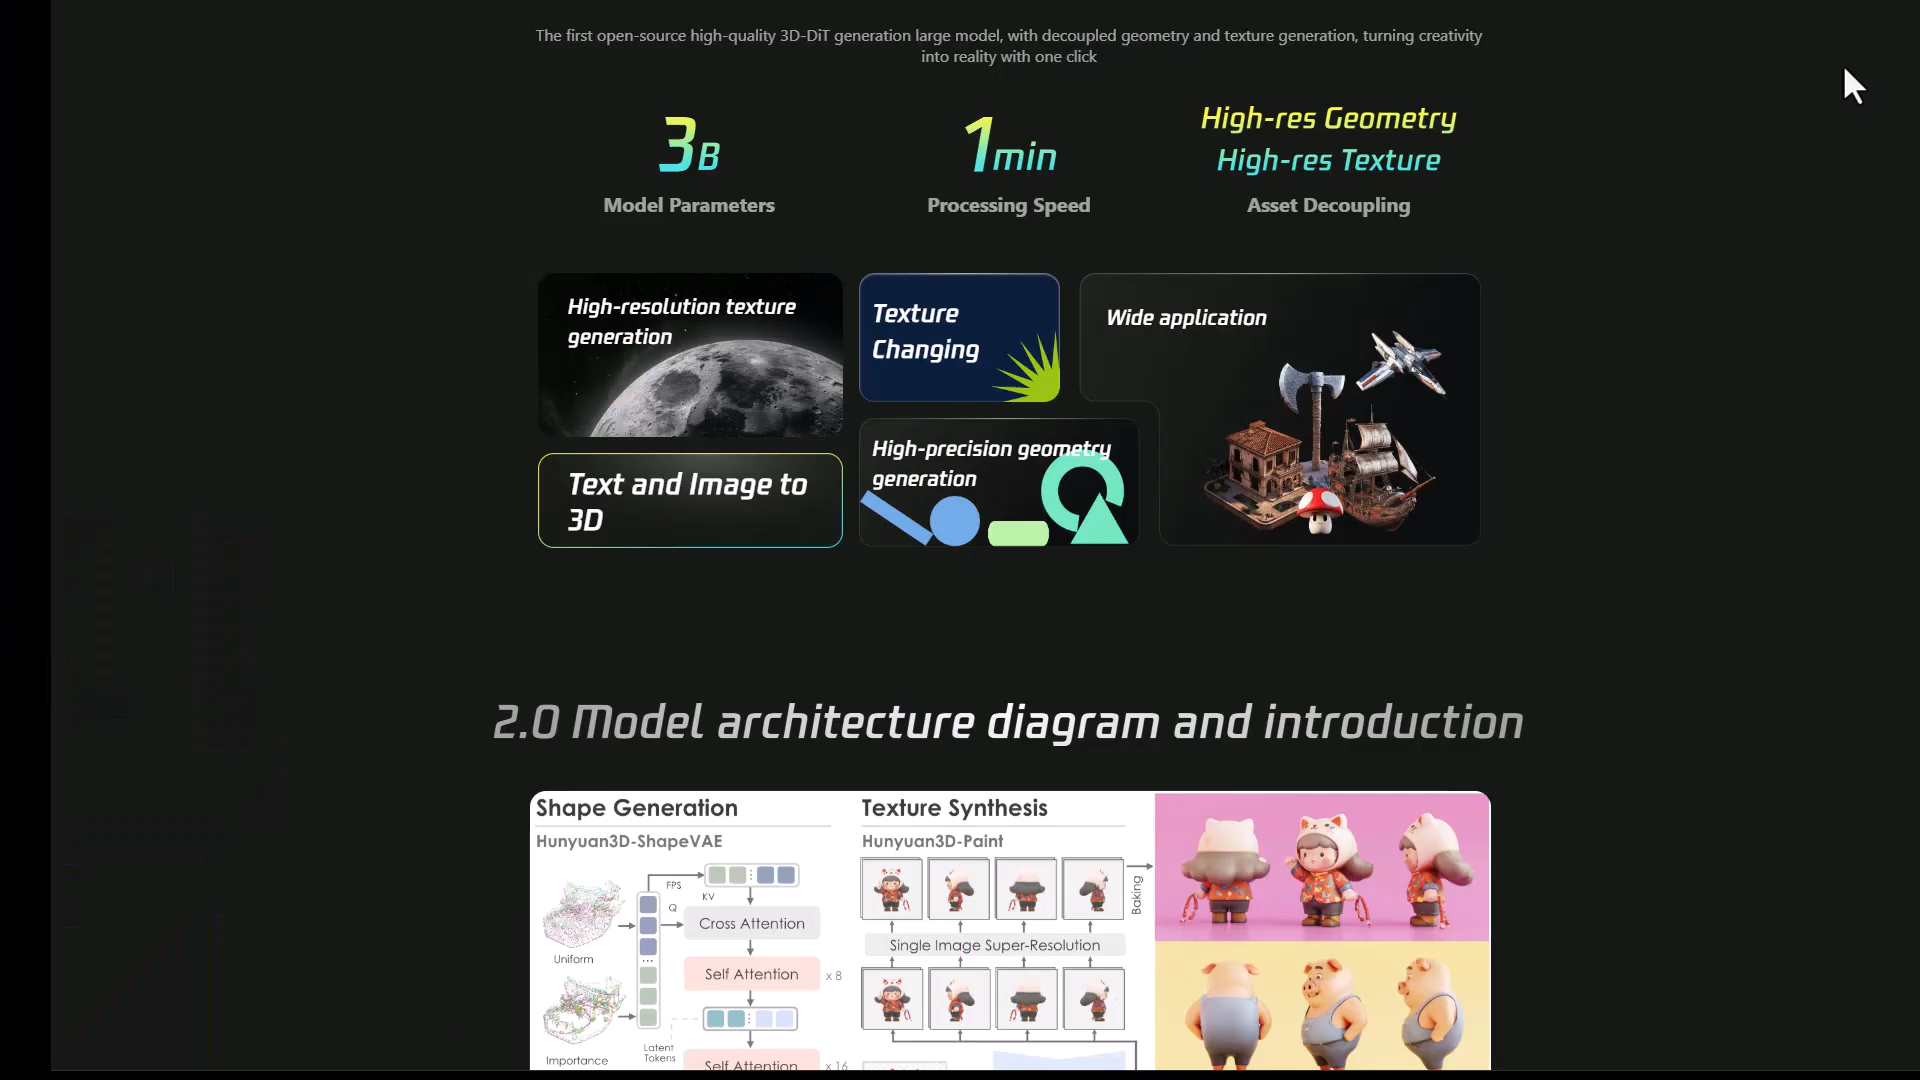 The first open-source high-quality 3D-DiT generation large model, with decoupled geometry and texture generation, turning creativity
into reality with one click
3B
Model Parameters
1min
Processing Speed
High-res Geometry
High-res Texture
Asset Decoupling
High-resolution texture
generation
Texture
Changing
Wide application
High-precision geometry
generation
Text and Image to
3D
2.0 Model architecture diagram and introduction
Shape Generation
Hunyuan3D-ShapeVAE
FPS
KV
Q
Cross Attention
Uniform
Self Attention
x 8
Latent
Tokens
Importance
Self Attention
x 16
Texture Synthesis
Hunyuan3D-Paint
Baking
Single Image Super-Resolution